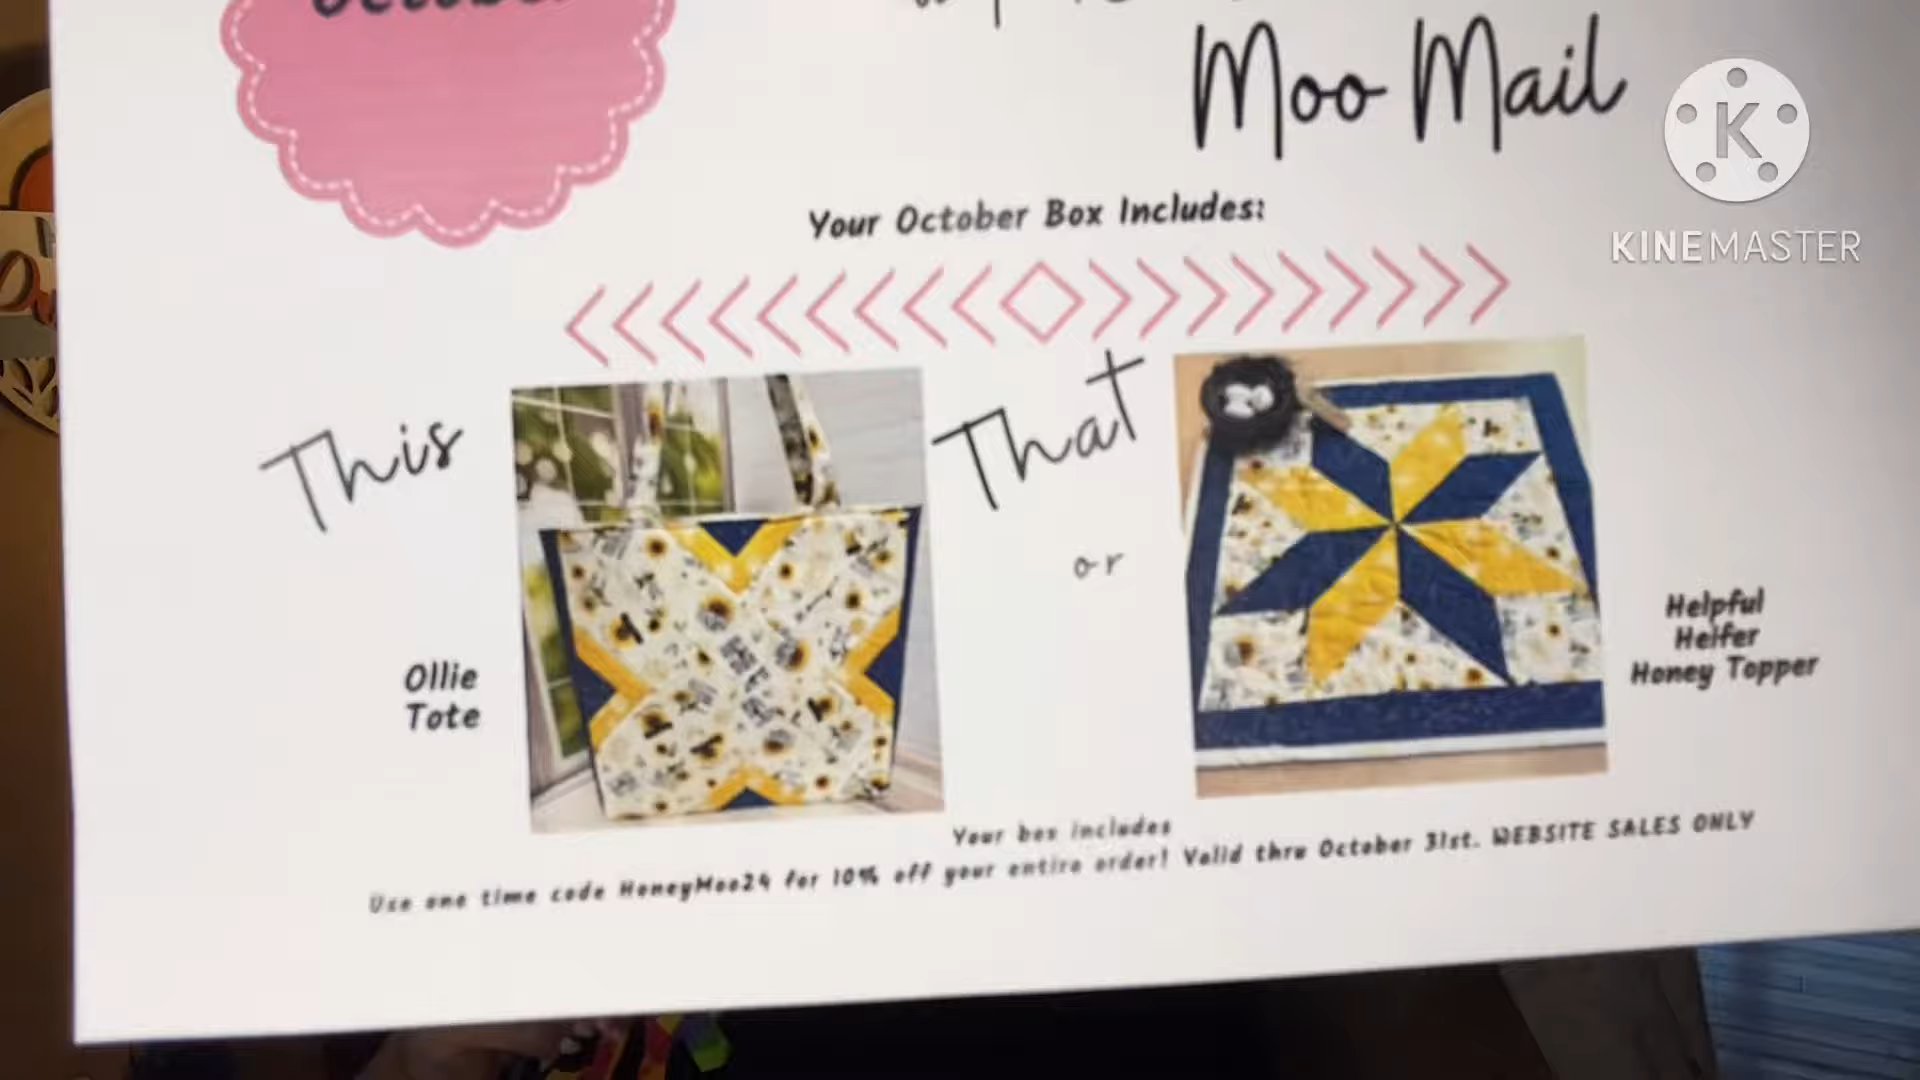 October
Moo Mail
K
KINEMASTER
Your October Box Includes:
This
That
or
Ollie
Tote
Helpful
Heifer
Honey Topper
Your box includes
Use one time code HoneyMoo24 for 10% off your entire order! Valid thru October 31st. WEBSITE SALES ONLY